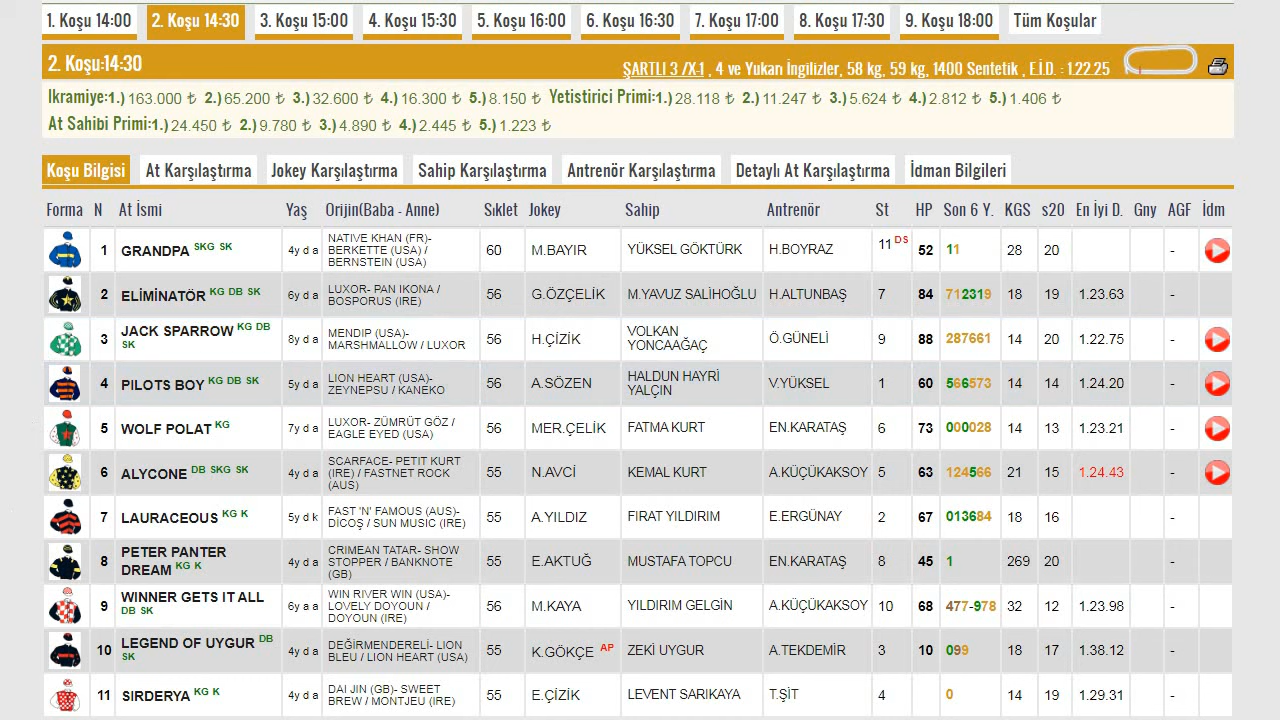 1. Koşu 14:00 2. Koşu 14:30 3. Koşu 15:00 4. Koşu 15:30 5. Koşu 16:00 6. Koşu 16:30 7. Koşu 17:00 8. Koşu 17:30 9. Koşu 18:00 Tüm Koşular
2. Koşu:14:30 ŞARTLI 3 /X-1 , 4 ve Yukarı İngilizler, 58 kg, 59 kg, 1400 Sentetik , E.İ.D. : 1.22.25
Ikramiye:1.) 163.000 ₺ 2.) 65.200 ₺ 3.) 32.600 ₺ 4.) 16.300 ₺ 5.) 8.150 ₺ Yetistirici Primi:1.) 28.118 ₺ 2.) 11.247 ₺ 3.) 5.624 ₺ 4.) 2.812 ₺ 5.) 1.406 ₺
At Sahibi Primi:1.) 24.450 ₺ 2.) 9.780 ₺ 3.) 4.890 ₺ 4.) 2.445 ₺ 5.) 1.223 ₺
Koşu Bilgisi At Karşılaştırma Jokey Karşılaştırma Sahip Karşılaştırma Antrenör Karşılaştırma Detaylı At Karşılaştırma İdman Bilgileri
Forma N At İsmi Yaş Orijin(Baba - Anne) Sıklet Jokey Sahip Antrenör St HP Son 6 Y. KGS s20 En İyi D. Gny AGF İdm
1 GRANDPA SKG SK 4y d a NATIVE KHAN (FR)- BERKETTE (USA) / BERNSTEIN (USA) 60 M.BAYIR YÜKSEL GÖKTÜRK H.BOYRAZ 11 DS 52 11 28 20 -
2 ELİMİNATÖR KG DB SK 6y d a LUXOR- PAN IKONA / BOSPORUS (IRE) 56 G.ÖZÇELİK M.YAVUZ SALİHOĞLU H.ALTUNBAŞ 7 84 712319 18 19 1.23.63 -
3 JACK SPARROW KG DB SK 8y d a MENDIP (USA)- MARSHMALLOW / LUXOR 56 H.ÇİZİK VOLKAN YONCAAĞAÇ Ö.GÜNELİ 9 88 287661 14 20 1.22.75 -
4 PILOTS BOY KG DB SK 5y d a LION HEART (USA)- ZEYNEPSU / KANEKO 56 A.SÖZEN HALDUN HAYRİ YALÇIN V.YÜKSEL 1 60 566573 14 14 1.24.20 -
5 WOLF POLAT KG 7y d a LUXOR- ZÜMRÜT GÖZ / EAGLE EYED (USA) 56 MER.ÇELİK FATMA KURT EN.KARATAŞ 6 73 000028 14 13 1.23.21 -
6 ALYCONE DB SKG SK 4y d a SCARFACE- PETIT KURT (IRE) / FASTNET ROCK (AUS) 55 N.AVCİ KEMAL KURT A.KÜÇÜKAKSOY 5 63 124566 21 15 1.24.43 -
7 LAURACEOUS KG K 5y d k FAST 'N' FAMOUS (AUS)- DİCOŞ / SUN MUSIC (IRE) 55 A.YILDIZ FIRAT YILDIRIM E.ERGÜNAY 2 67 013684 18 16 -
8 PETER PANTER DREAM KG K 4y d a CRIMEAN TATAR- SHOW STOPPER / BANKNOTE (GB) 55 E.AKTUĞ MUSTAFA TOPCU EN.KARATAŞ 8 45 1 269 20 -
9 WINNER GETS IT ALL DB SK 6y a a WIN RIVER WIN (USA)- LOVELY DOYOUN / DOYOUN (IRE) 56 M.KAYA YILDIRIM GELGİN A.KÜÇÜKAKSOY 10 68 477-978 32 12 1.23.98 -
10 LEGEND OF UYGUR DB SK 4y d a DEĞİRMENDERELİ- LION BLEU / LION HEART (USA) 55 K.GÖKÇE AP ZEKİ UYGUR A.TEKDEMİR 3 10 099 18 17 1.38.12 -
11 SIRDERYA KG K 4y d a DAI JIN (GB)- SWEET BREW / MONTJEU (IRE) 55 E.ÇİZİK LEVENT SARIKAYA T.ŞİT 4 0 14 19 1.29.31 -